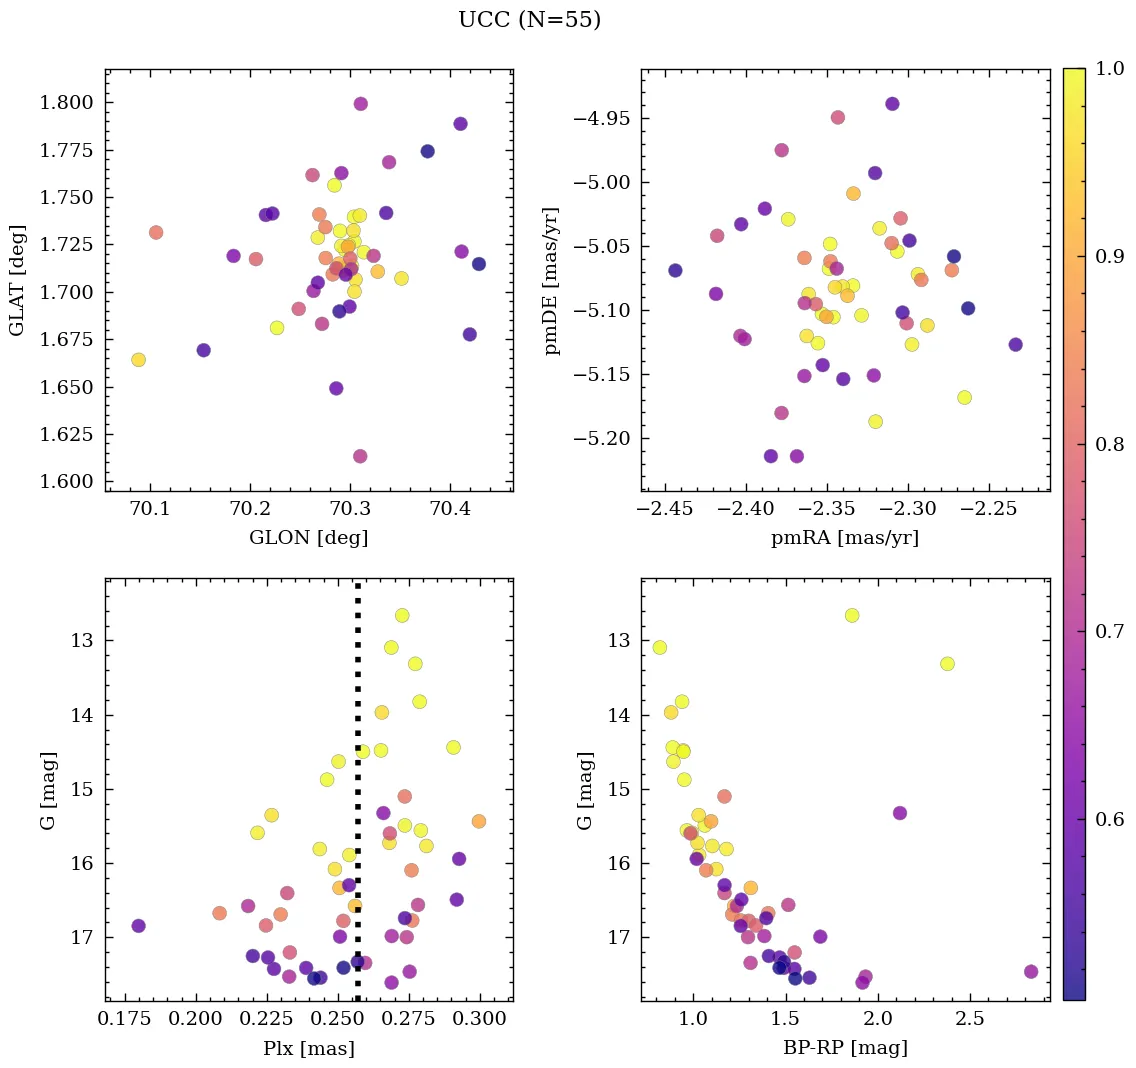 UCC (N=55)
1.800
1.775
1.750
1.725
1.700
1.675
1.650
1.625
1.600
GLAT [deg]
70.1 70.2 70.3 70.4
GLON [deg]
−4.95
−5.00
−5.05
−5.10
−5.15
−5.20
pmDE [mas/yr]
−2.45 −2.40 −2.35 −2.30 −2.25
pmRA [mas/yr]
1.0
0.9
0.8
0.7
0.6
13
14
15
16
17
G [mag]
0.175 0.200 0.225 0.250 0.275 0.300
Plx [mas]
13
14
15
16
17
G [mag]
1.0 1.5 2.0 2.5
BP-RP [mag]